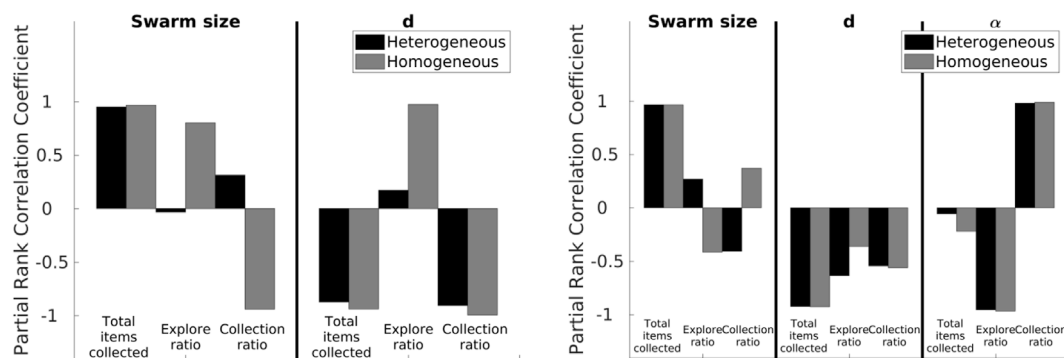 Swarm size
d
Heterogeneous
Homogeneous
Partial Rank Correlation Coefficient
1
0.5
0
-0.5
-1
Total
items
collected
Explore
ratio
Collection
ratio
Total
items
collected
Explore
ratio
Collection
ratio
Swarm size
d
α
Heterogeneous
Homogeneous
Partial Rank Correlation Coefficient
1
0.5
0
-0.5
-1
Total
items
collected
Explore
ratio
Collection
ratio
Total
items
collected
Explore
ratio
Collection
ratio
Total
items
collected
Explore
ratio
Collection
ratio